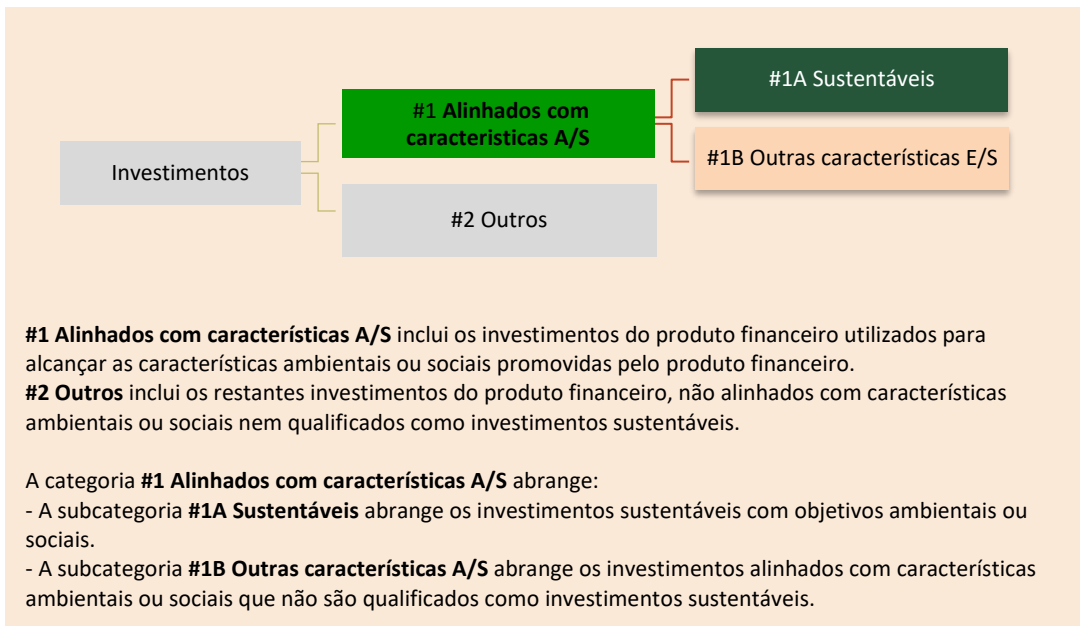 #1A Sustentáveis
#1 Alinhados com
caracteristicas A/S
#1B Outras características E/S
Investimentos
#2 Outros
#1 Alinhados com características A/S inclui os investimentos do produto financeiro utilizados para
alcançar as características ambientais ou sociais promovidas pelo produto financeiro.
#2 Outros inclui os restantes investimentos do produto financeiro, não alinhados com características
ambientais ou sociais nem qualificados como investimentos sustentáveis.
A categoria #1 Alinhados com características A/S abrange:
- A subcategoria #1A Sustentáveis abrange os investimentos sustentáveis com objetivos ambientais ou
sociais.
- A subcategoria #1B Outras características A/S abrange os investimentos alinhados com características
ambientais ou sociais que não são qualificados como investimentos sustentáveis.